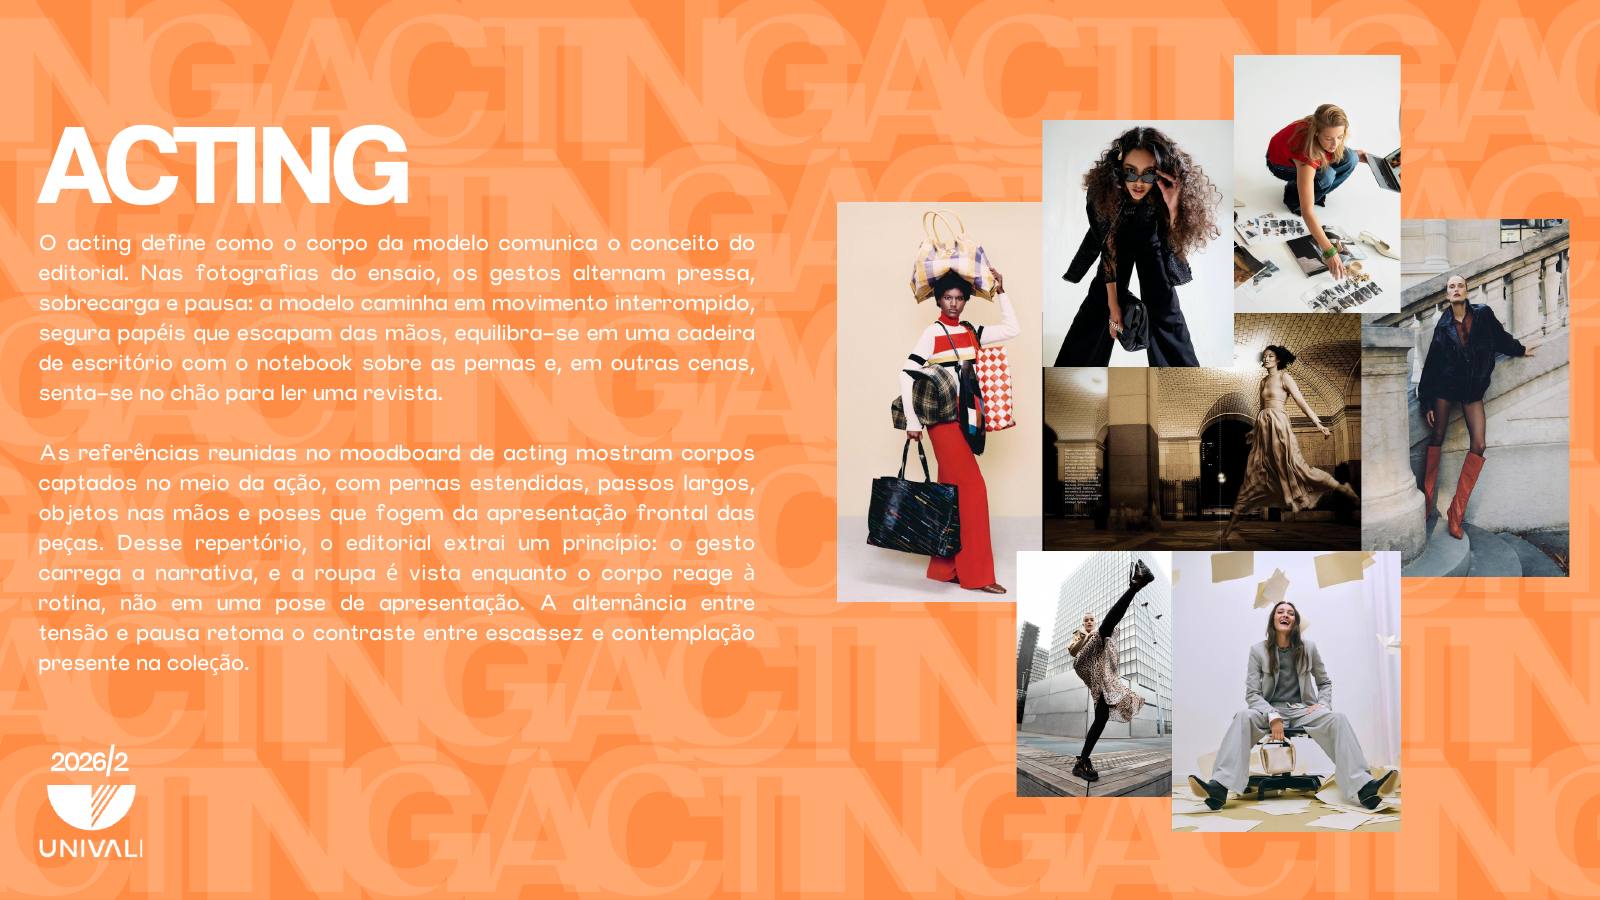 ACTING
O acting define como o corpo da modelo comunica o conceito do
editorial. Nas fotografias do ensaio, os gestos alternam pressa,
sobrecarga e pausa: a modelo caminha em movimento interrompido,
segura papéis que escapam das mãos, equilibra-se em uma cadeira
de escritório com o notebook sobre as pernas e, em outras cenas,
senta-se no chão para ler uma revista.
As referências reunidas no moodboard de acting mostram corpos
captados no meio da ação, com pernas estendidas, passos largos,
objetos nas mãos e poses que fogem da apresentação frontal das
peças. Desse repertório, o editorial extrai um princípio: o gesto
carrega a narrativa, e a roupa é vista enquanto o corpo reage à
rotina, não em uma pose de apresentação. A alternância entre
tensão e pausa retoma o contraste entre escassez e contemplação
presente na coleção.
2026/2
UNIVALI